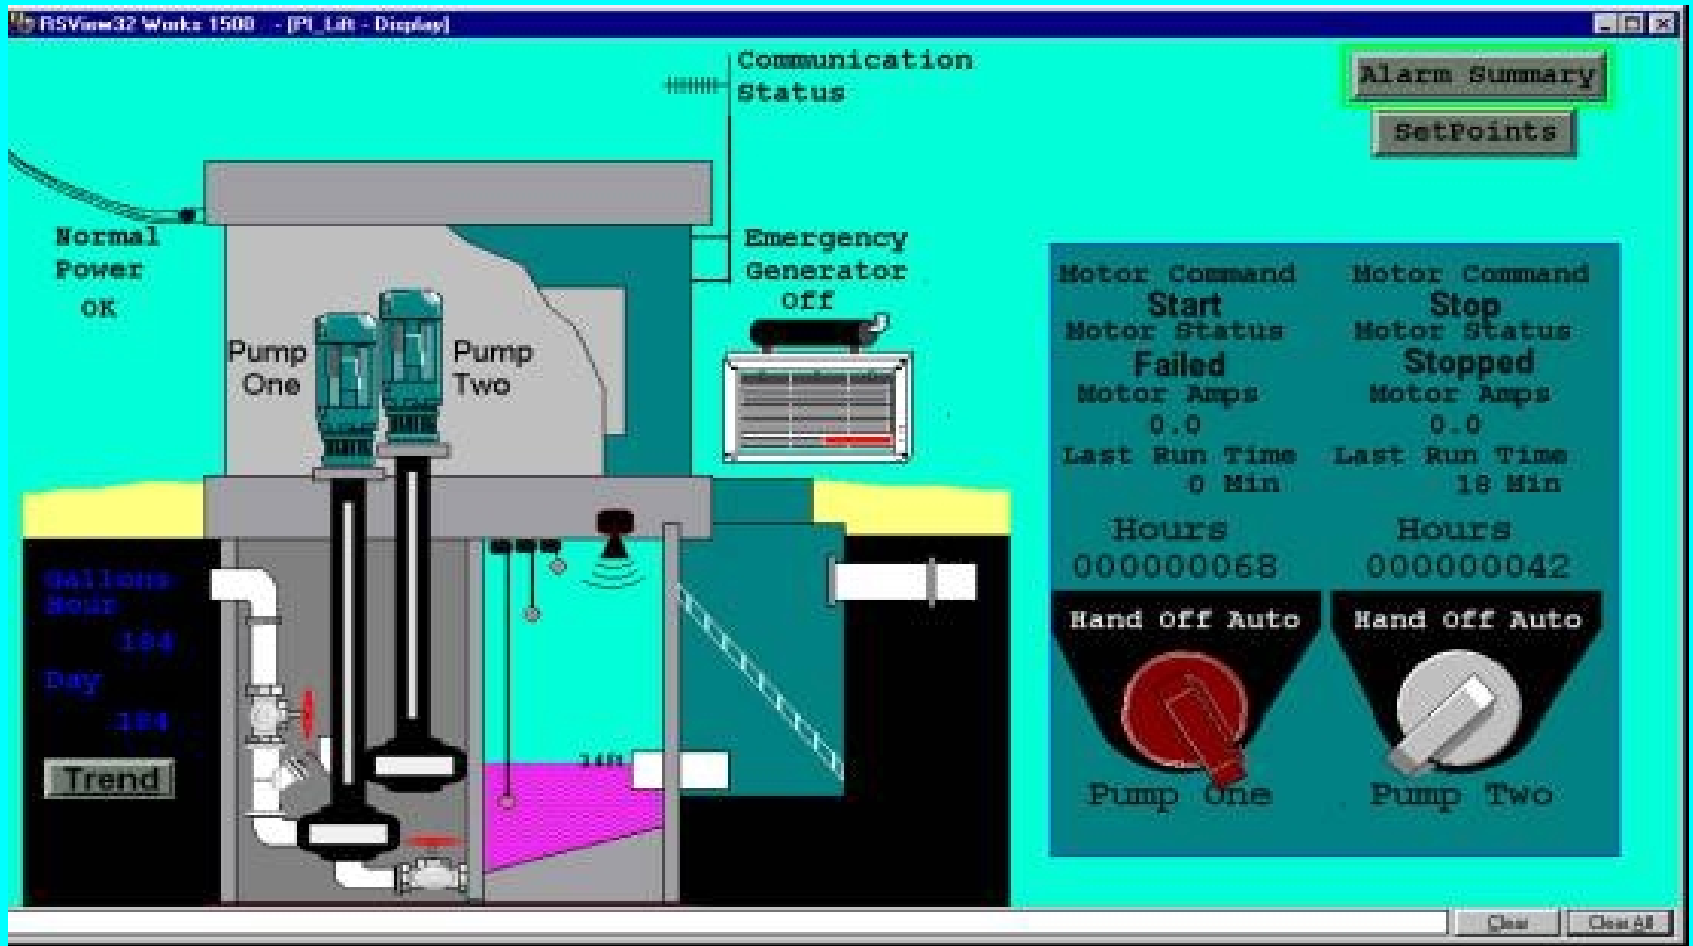 RSView32 Works 1500 - [PI_Lift - Display]
Communication
Status
Alarm Summary
SetPoints
Normal
Power
OK
Emergency
Generator
Off
Pump
One
Pump
Two
Motor Command
Start
Motor Status
Failed
Motor Amps
0.0
Last Run Time
0 Min
Hours
000000068
Hand Off Auto
Pump One
Motor Command
Stop
Motor Status
Stopped
Motor Amps
0.0
Last Run Time
18 Min
Hours
000000042
Hand Off Auto
Pump Two
Gallons
Hour
184
Day
184
Trend
Clear
Clear All